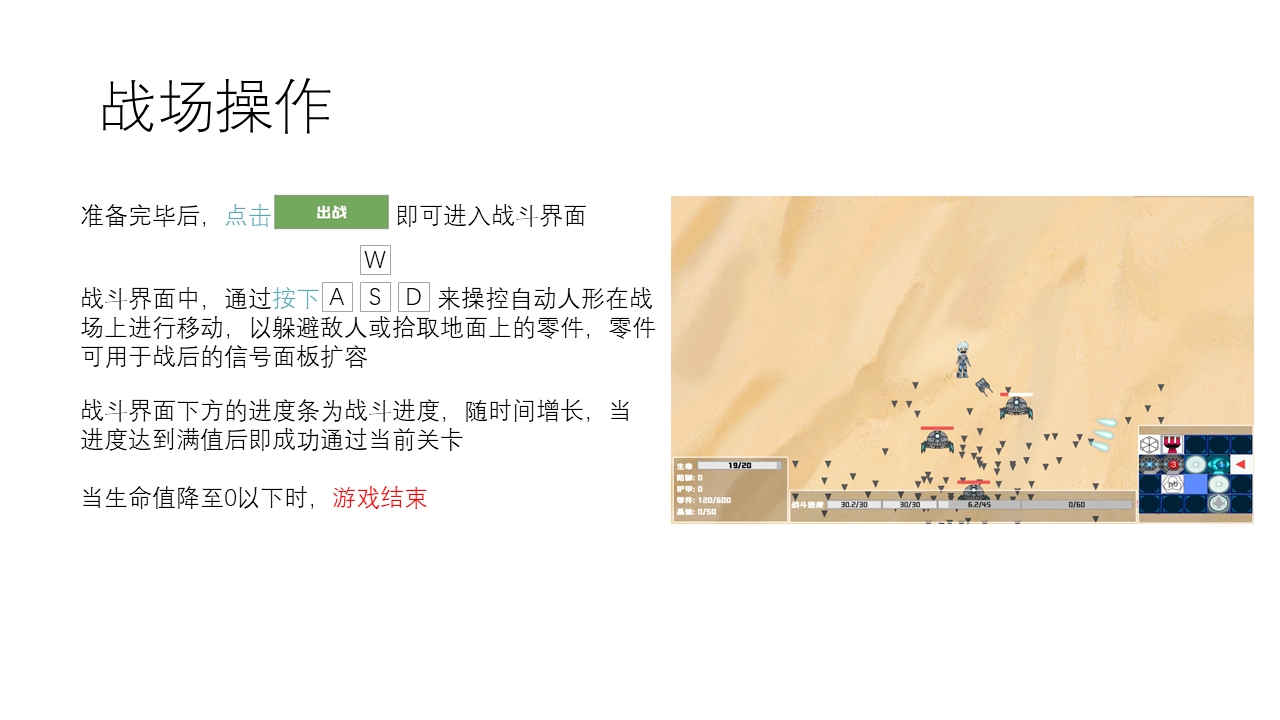 战场操作
准备完毕后，点击 出战 即可进入战斗界面
W
战斗界面中，通过按下 A S D 来操控自动人形在战
场上进行移动，以躲避敌人或拾取地面上的零件，零件
可用于战后的信号面板扩容
战斗界面下方的进度条为战斗进度，随时间增长，当
进度达到满值后即成功通过当前关卡
当生命值降至0以下时，游戏结束
生命 19/20
护甲: 0
零件: 120/600
晶体: 0/50
战斗进度 30.2/30 30/30 6.2/45 0/60
3